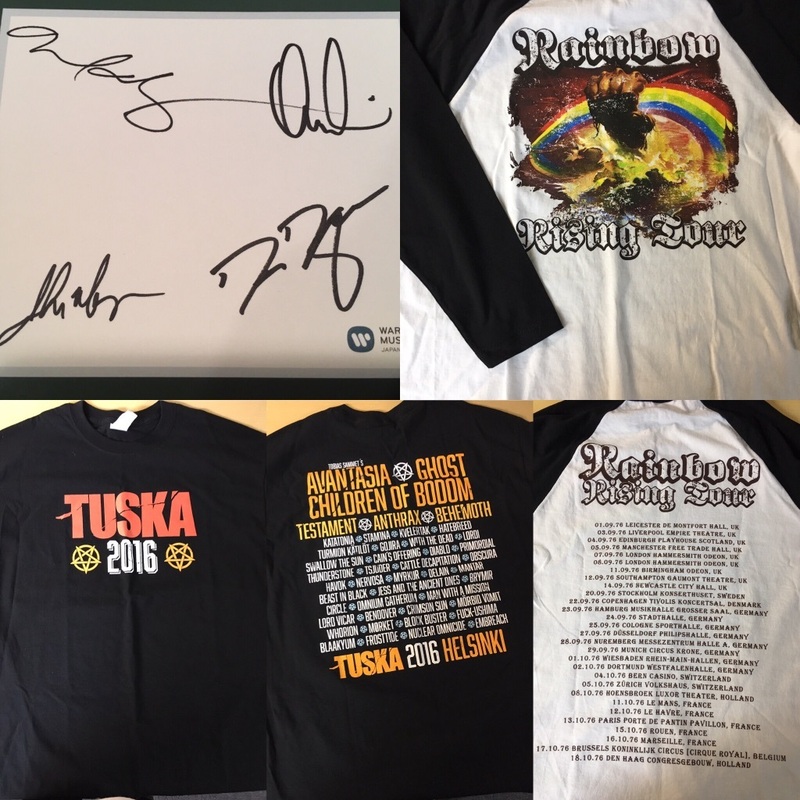 WAR
MUS
JAPAN
Rainbow
Rising Tour
TUSKA
2016
TOBIAS SAMMET'S
AVANTASIA GHOST
CHILDREN OF BODOM
TESTAMENT ANTHRAX BEHEMOTH
KATATONIA STAM1NA KVELERTAK HATEBREED
TURMION KÄTILÖT GOJIRA WITH THE DEAD LORDI
SWALLOW THE SUN CAIN'S OFFERING DIABLO PRIMORDIAL
THUNDERSTONE TSJUDER CATTLE DECAPITATION OBSCURA
HAVOK NERVOSA MYRKUR DELAIN MANTAR
BEAST IN BLACK JESS AND THE ANCIENT ONES BRYMIR
CIRCLE OMNIUM GATHERUM MAN WITH A MISSION
LORD VICAR BENDOVER CRIMSON SUN MÖRBID VOMIT
WHORION MØRKET BLOCK BUSTER FUCK-USHIMA
BLAAKYUM FROSTTIDE NUCLEAR OMNICIDE EMBREACH
TUSKA 2016 HELSINKI
Rainbow
Rising Tour
01.09.76 LEICESTER DE MONTFORT HALL, UK
03.09.76 LIVERPOOL EMPIRE THEATRE, UK
04.09.76 EDINBURGH PLAYHOUSE SCOTLAND, UK
05.09.76 MANCHESTER FREE TRADE HALL, UK
07.09.76 LONDON HAMMERSMITH ODEON, UK
08.09.76 LONDON HAMMERSMITH ODEON, UK
11.09.76 BIRMINGHAM ODEON, UK
12.09.76 SOUTHAMPTON GAUMONT THEATRE, UK
14.09.76 NEWCASTLE CITY HALL, UK
20.09.76 STOCKHOLM KONSERTHUSET, SWEDEN
22.09.76 COPENHAGEN TIVOLIS KONCERTSAL, DENMARK
23.09.76 HAMBURG MUSIKHALLE GROSSER SAAL, GERMANY
24.09.76 STADTHALLE, GERMANY
25.09.76 COLOGNE SPORTHALLE, GERMANY
27.09.76 DÜSSELDORF PHILIPSHALLE, GERMANY
28.09.76 NUREMBERG MESSEZENTRUM HALLE A, GERMANY
29.09.76 MUNICH CIRCUS KRONE, GERMANY
01.10.76 WIESBADEN RHEIN-MAIN-HALLEN, GERMANY
02.10.76 DORTMUND WESTFALENHALLE, GERMANY
04.10.76 BERN CASINO, SWITZERLAND
05.10.76 ZÜRICH VOLKSHAUS, SWITZERLAND
08.10.76 HOENSBROEK LUXOR THEATER, HOLLAND
11.10.76 LE MANS, FRANCE
12.10.76 LE HAVRE, FRANCE
13.10.76 PARIS PORTE DE PANTIN PAVILLON, FRANCE
15.10.76 ROUEN, FRANCE
16.10.76 MARSEILLE, FRANCE
17.10.76 BRUSSELS KONINKLIJK CIRCUS [CIRQUE ROYAL], BELGIUM
18.10.76 DEN HAAG CONGRESGEBOUW, HOLLAND